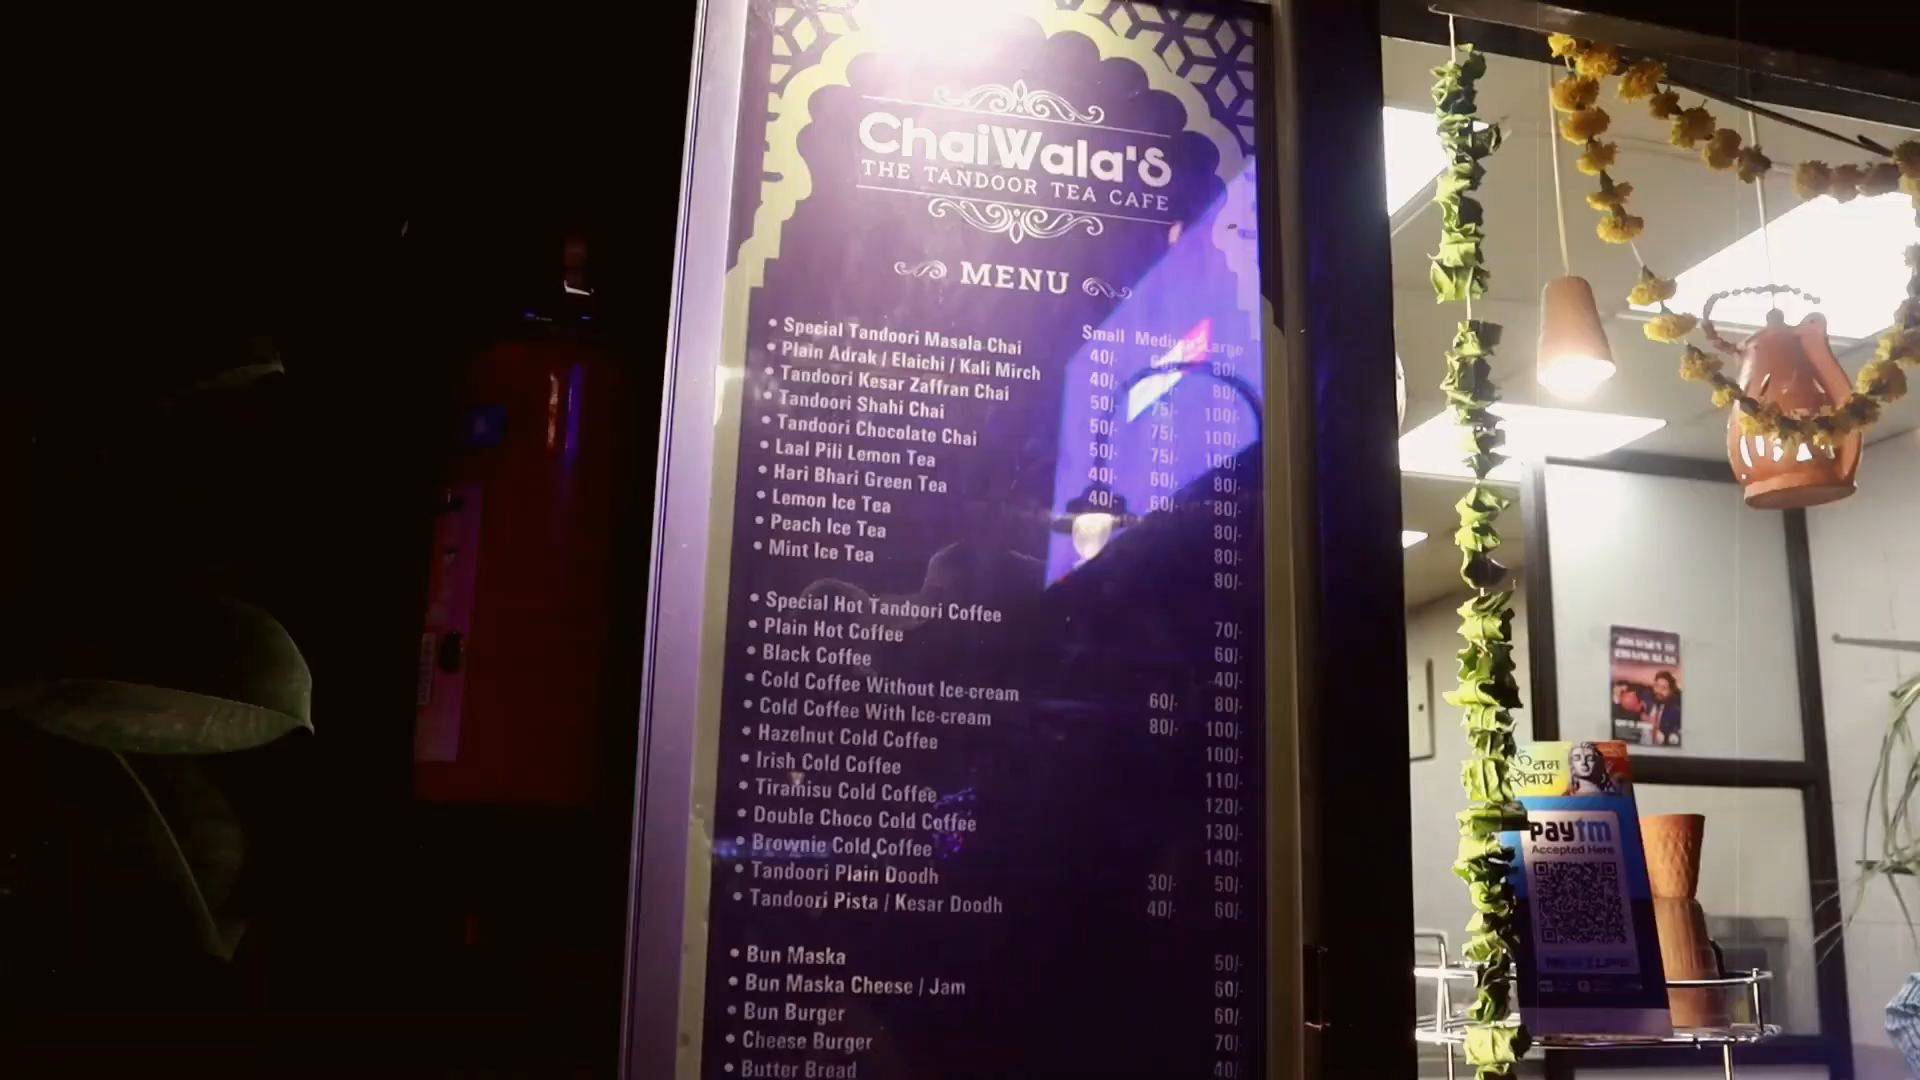 ChaiWala's
THE TANDOOR TEA CAFE
MENU
Small Medium Large
• Special Tandoori Masala Chai 40/- 60/- 80/-
• Plain Adrak / Elaichi / Kali Mirch 40/- 80/-
• Tandoori Kesar Zaffran Chai 50/- 75/- 100/-
• Tandoori Shahi Chai 50/- 75/- 100/-
• Tandoori Chocolate Chai 50/- 75/- 100/-
• Laal Pili Lemon Tea 40/- 60/- 80/-
• Hari Bhari Green Tea 40/- 60/- 80/-
• Lemon Ice Tea 80/-
• Peach Ice Tea 80/-
• Mint Ice Tea 80/-
• Special Hot Tandoori Coffee 70/-
• Plain Hot Coffee 60/-
• Black Coffee 40/-
• Cold Coffee Without Ice-cream 60/- 80/-
• Cold Coffee With Ice-cream 80/- 100/-
• Hazelnut Cold Coffee 100/-
• Irish Cold Coffee 110/-
• Tiramisu Cold Coffee 120/-
• Double Choco Cold Coffee 130/-
• Brownie Cold Coffee 140/-
• Tandoori Plain Doodh 30/- 50/-
• Tandoori Pista / Kesar Doodh 40/- 60/-
• Bun Maska 50/-
• Bun Maska Cheese / Jam 60/-
• Bun Burger 60/-
• Cheese Burger 70/-
• Butter Bread 40/-
ॐ नम
शिवाय
paytm
Accepted Here